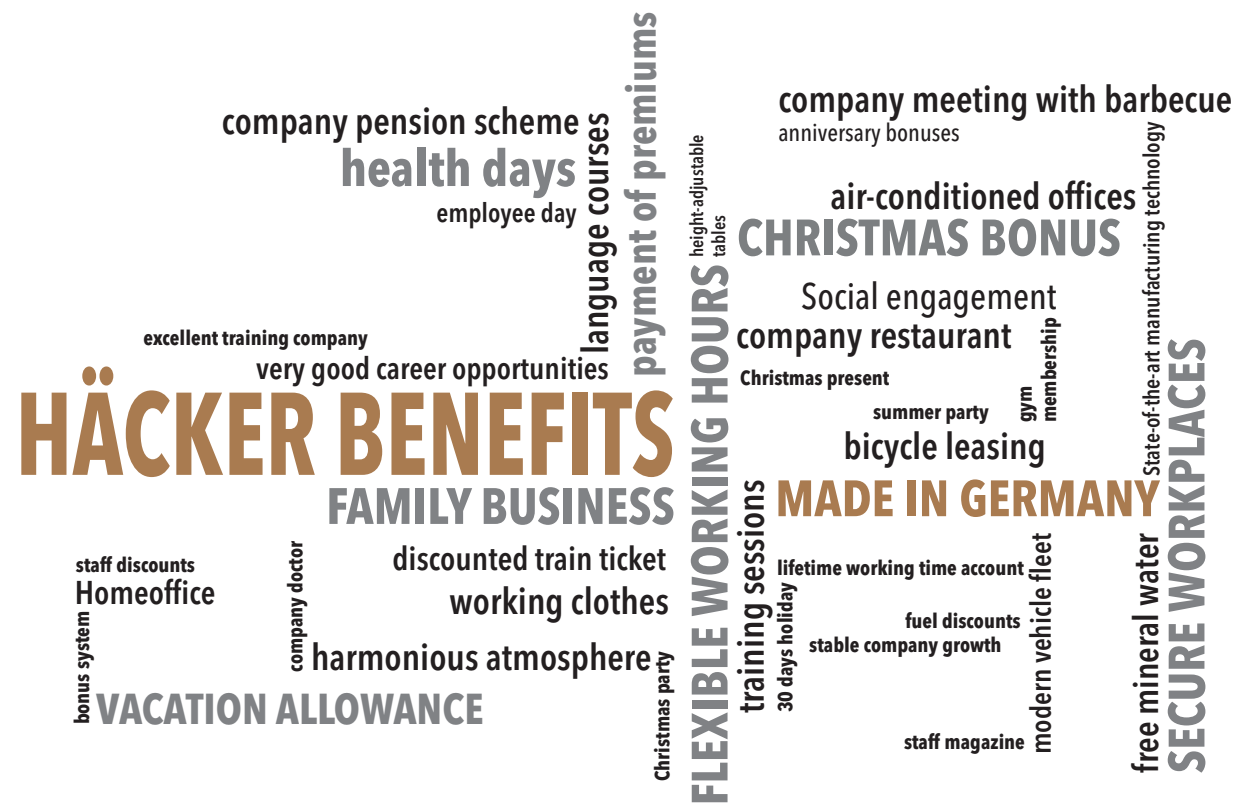 payment of premiums
company meeting with barbecue
company pension scheme
language courses
anniversary bonuses
State-of-the-art manufacturing technology
health days
height-adjustable
tables
air-conditioned offices
employee day
CHRISTMAS BONUS
Social engagement
excellent training company
company restaurant
very good career opportunities
Christmas present
gym
membership
HÄCKER BENEFITS
summer party
bicycle leasing
FLEXIBLE WORKING HOURS
SECURE WORKPLACES
FAMILY BUSINESS
MADE IN GERMANY
training sessions
staff discounts
company doctor
discounted train ticket
lifetime working time account
modern vehicle fleet
free mineral water
Homeoffice
working clothes
30 days holiday
fuel discounts
bonus system
harmonious atmosphere
stable company growth
Christmas party
VACATION ALLOWANCE
staff magazine